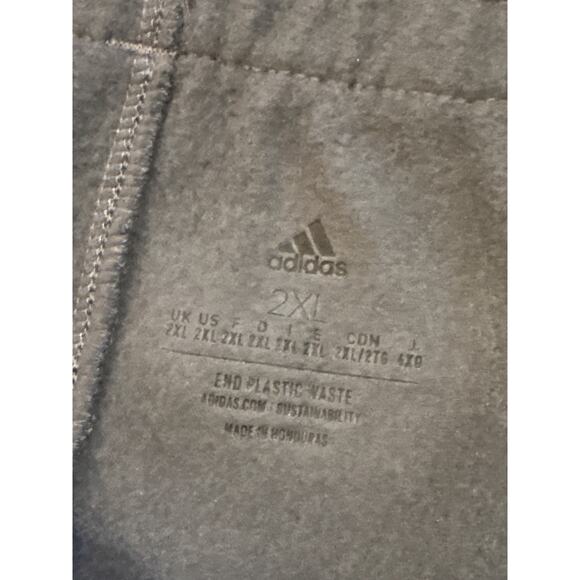 adidas
2XL
UK US F D I E CDN J
2XL 2XL 2XL 2XL 2XL 2XL 2XL/2TG 4XO
END PLASTIC WASTE
ADIDAS.COM/SUSTAINABILITY
MADE IN HONDURAS